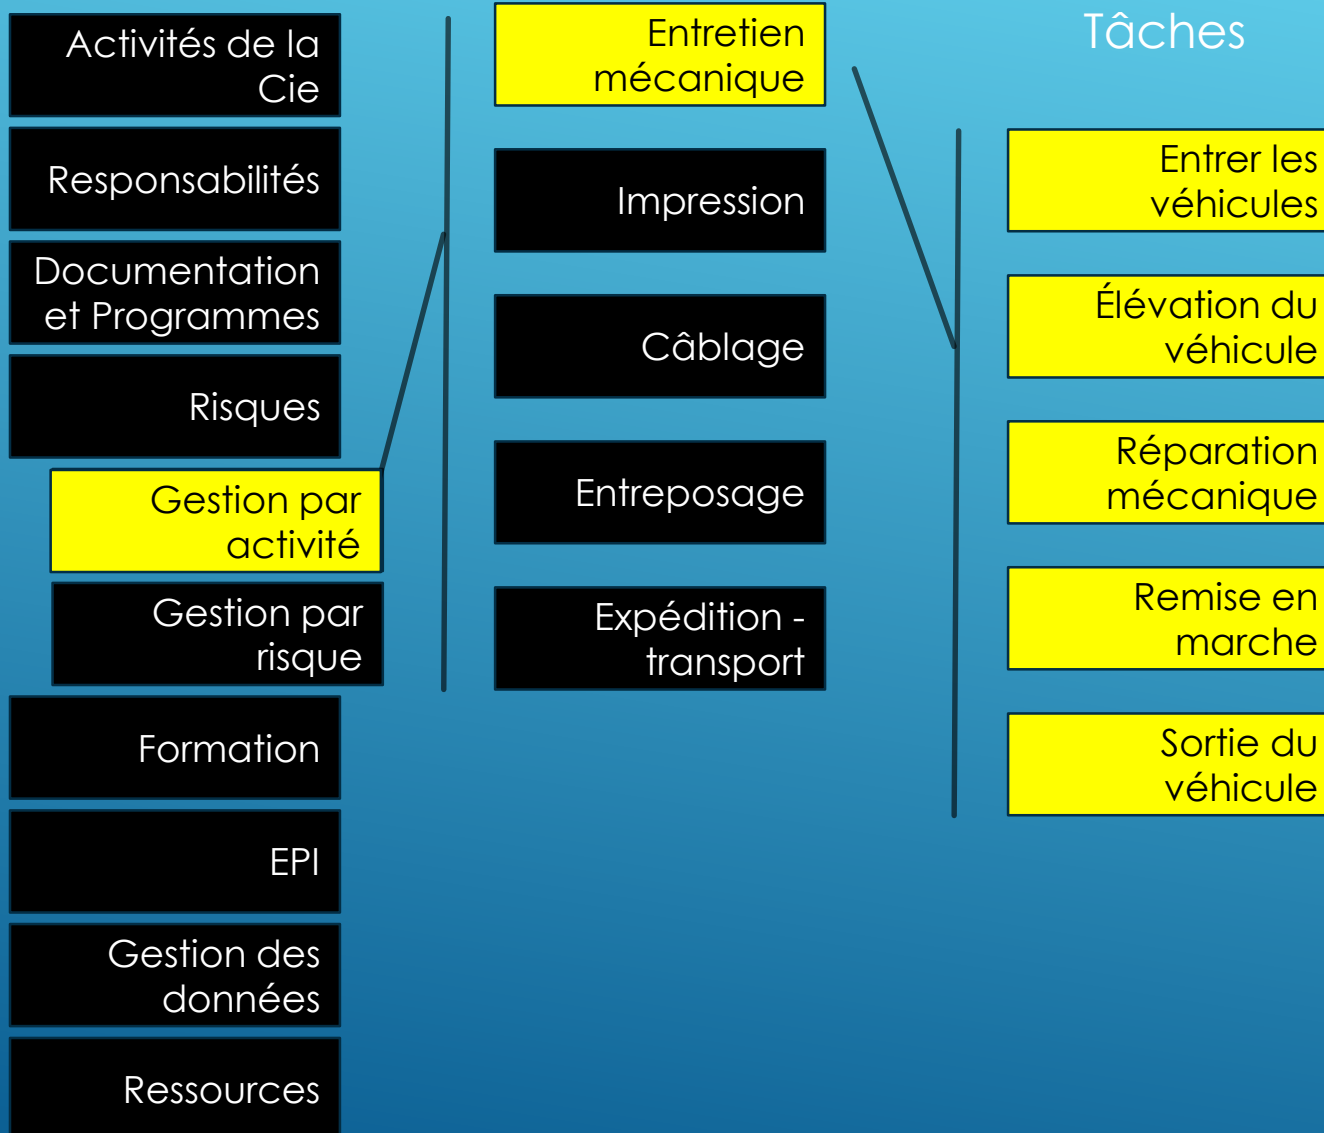 Activités de la
Cie
Responsabilités
Documentation
et Programmes
Risques
Gestion par
activité
Gestion par
risque
Formation
EPI
Gestion des
données
Ressources
Entretien
mécanique
Impression
Câblage
Entreposage
Expédition -
transport
Tâches
Entrer les
véhicules
Élévation du
véhicule
Réparation
mécanique
Remise en
marche
Sortie du
véhicule